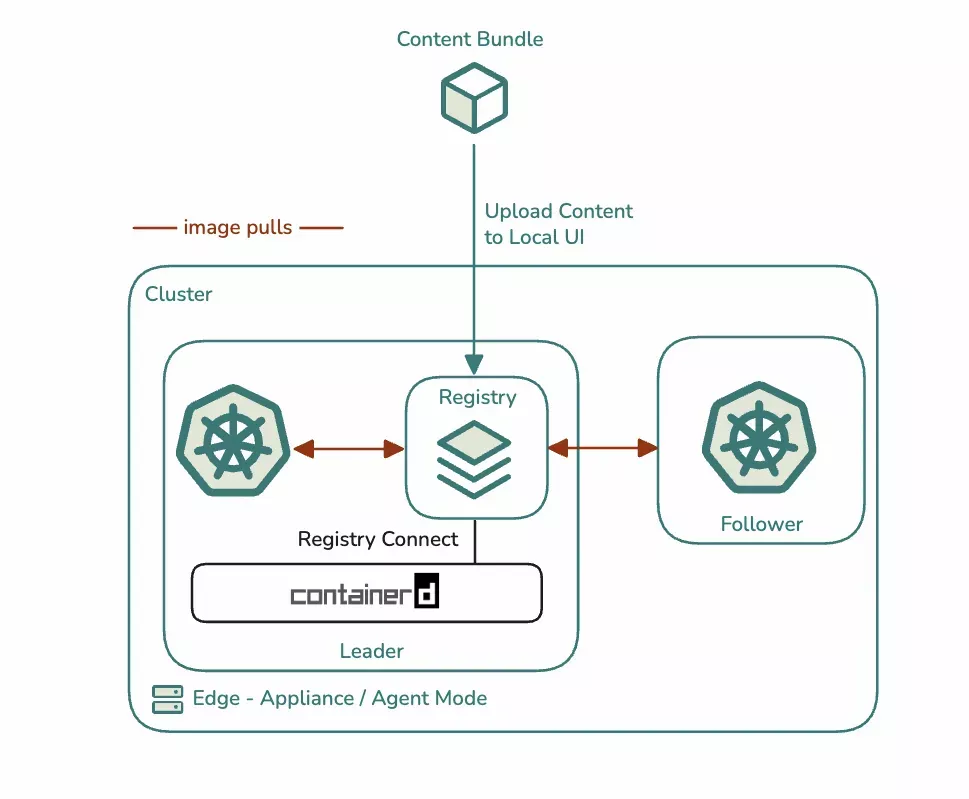 Content Bundle
Upload Content
to Local UI
image pulls
Cluster
Registry
Registry Connect
containerd
Follower
Leader
Edge - Appliance / Agent Mode